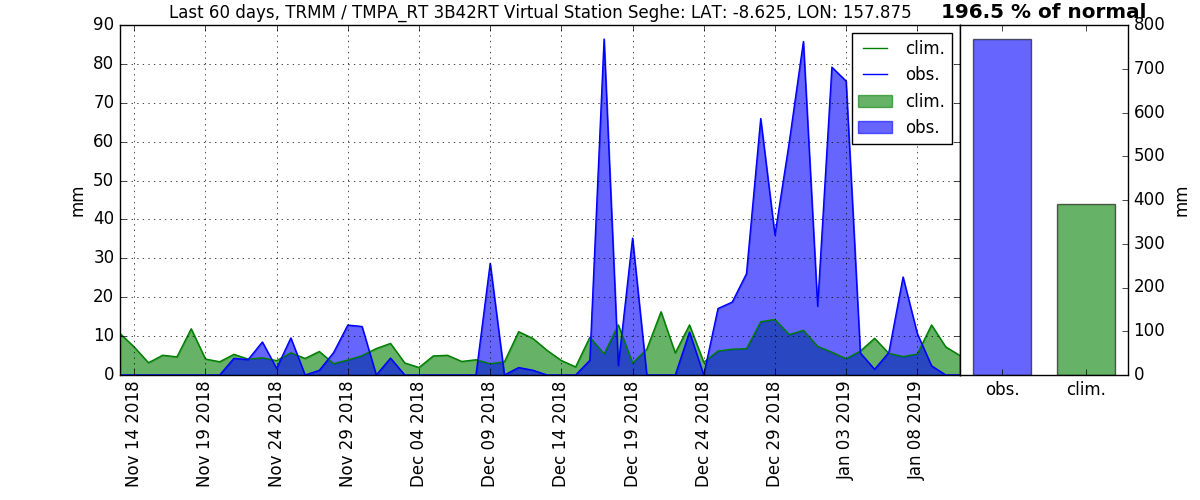 Last 60 days, TRMM / TMPA_RT 3B42RT Virtual Station Seghe: LAT: -8.625, LON: 157.875
196.5 % of normal
90
80
70
60
50
40
30
20
10
0
mm
clim.
obs.
clim.
obs.
Nov 14 2018
Nov 19 2018
Nov 24 2018
Nov 29 2018
Dec 04 2018
Dec 09 2018
Dec 14 2018
Dec 19 2018
Dec 24 2018
Dec 29 2018
Jan 03 2019
Jan 08 2019
800
700
600
500
400
300
200
100
0
mm
obs.
clim.